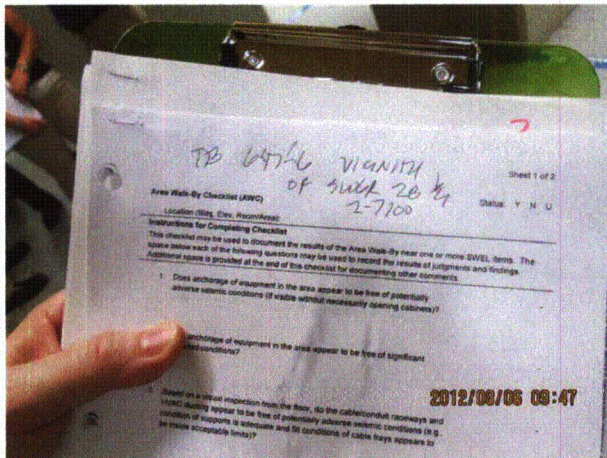 TB 647'-6 VICINITY
OF SWGR 2B
2-7100
Sheet 1 of 2
Area Walk-By Checklist (AWC)
Status: Y N U
Location (Bldg, Elev, Room/Area):
Instructions for Completing Checklist
This checklist may be used to document the results of the Area Walk-By near one or more SWEL items. The
space below each of the following questions may be used to record the results of judgments and findings.
Additional space is provided at the end of this checklist for documenting other comments.
1. Does anchorage of equipment in the area appear to be free of potentially
adverse seismic conditions (if visible without necessarily opening cabinets)?
anchorage of equipment in the area appear to be free of significant
conditions?
Based on a visual inspection from the floor, do the cable/conduit raceways and
HVAC ducting appear to be free of potentially adverse seismic conditions (e.g.,
condition of supports is adequate and fill conditions of cable trays appears to
be inside acceptable limits)?
2012/08/06 09:47